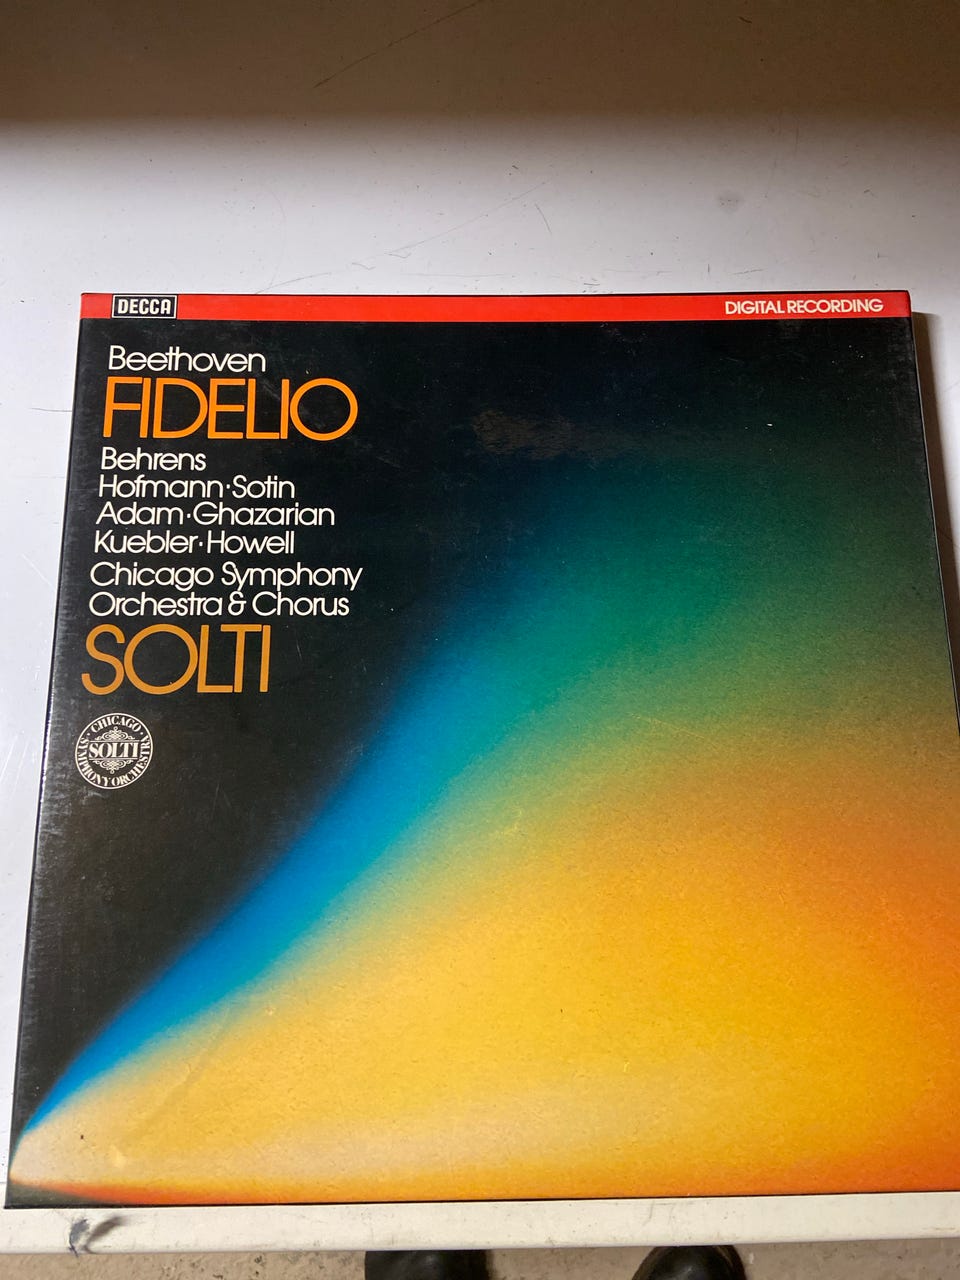 DECCA
DIGITAL RECORDING
Beethoven
FIDELIO
Behrens
Hofmann·Sotin
Adam·Ghazarian
Kuebler·Howell
Chicago Symphony
Orchestra & Chorus
SOLTI
· CHICAGO ·
SOLTI
SYMPHONY ORCHESTRA